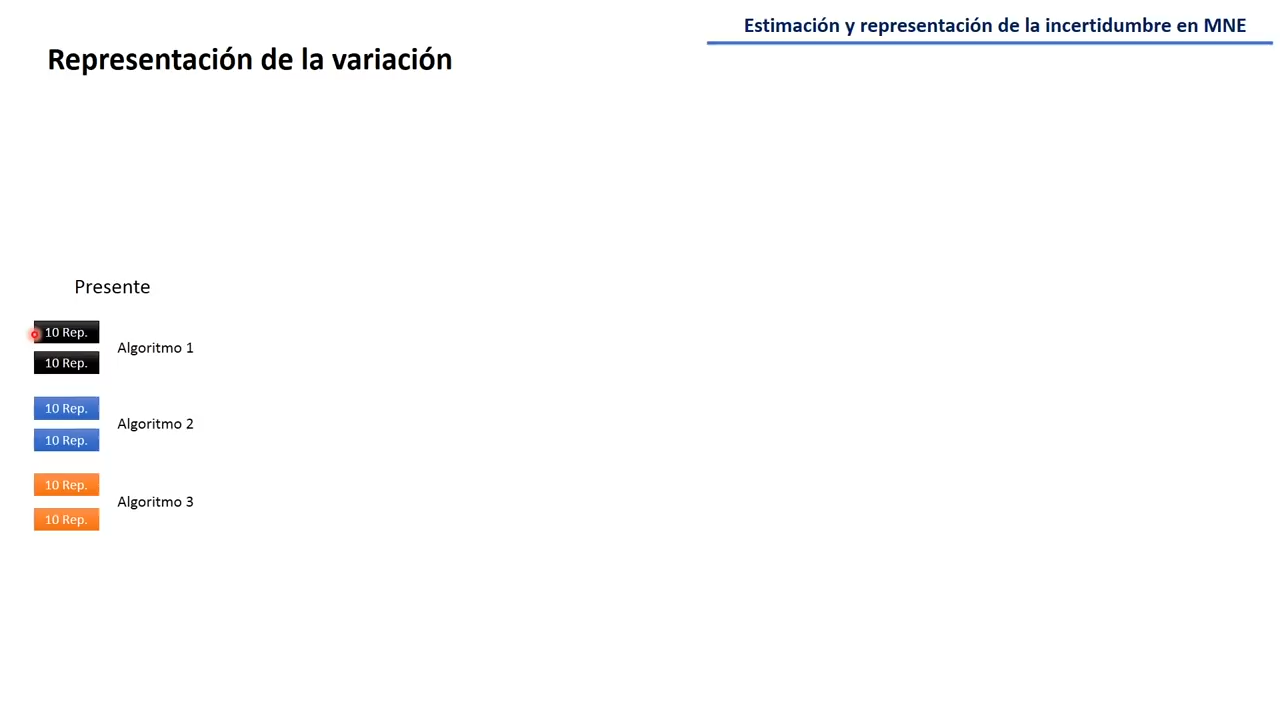 Estimación y representación de la incertidumbre en MNE
Representación de la variación
Presente
10 Rep.
10 Rep.
Algoritmo 1
10 Rep.
10 Rep.
Algoritmo 2
10 Rep.
10 Rep.
Algoritmo 3